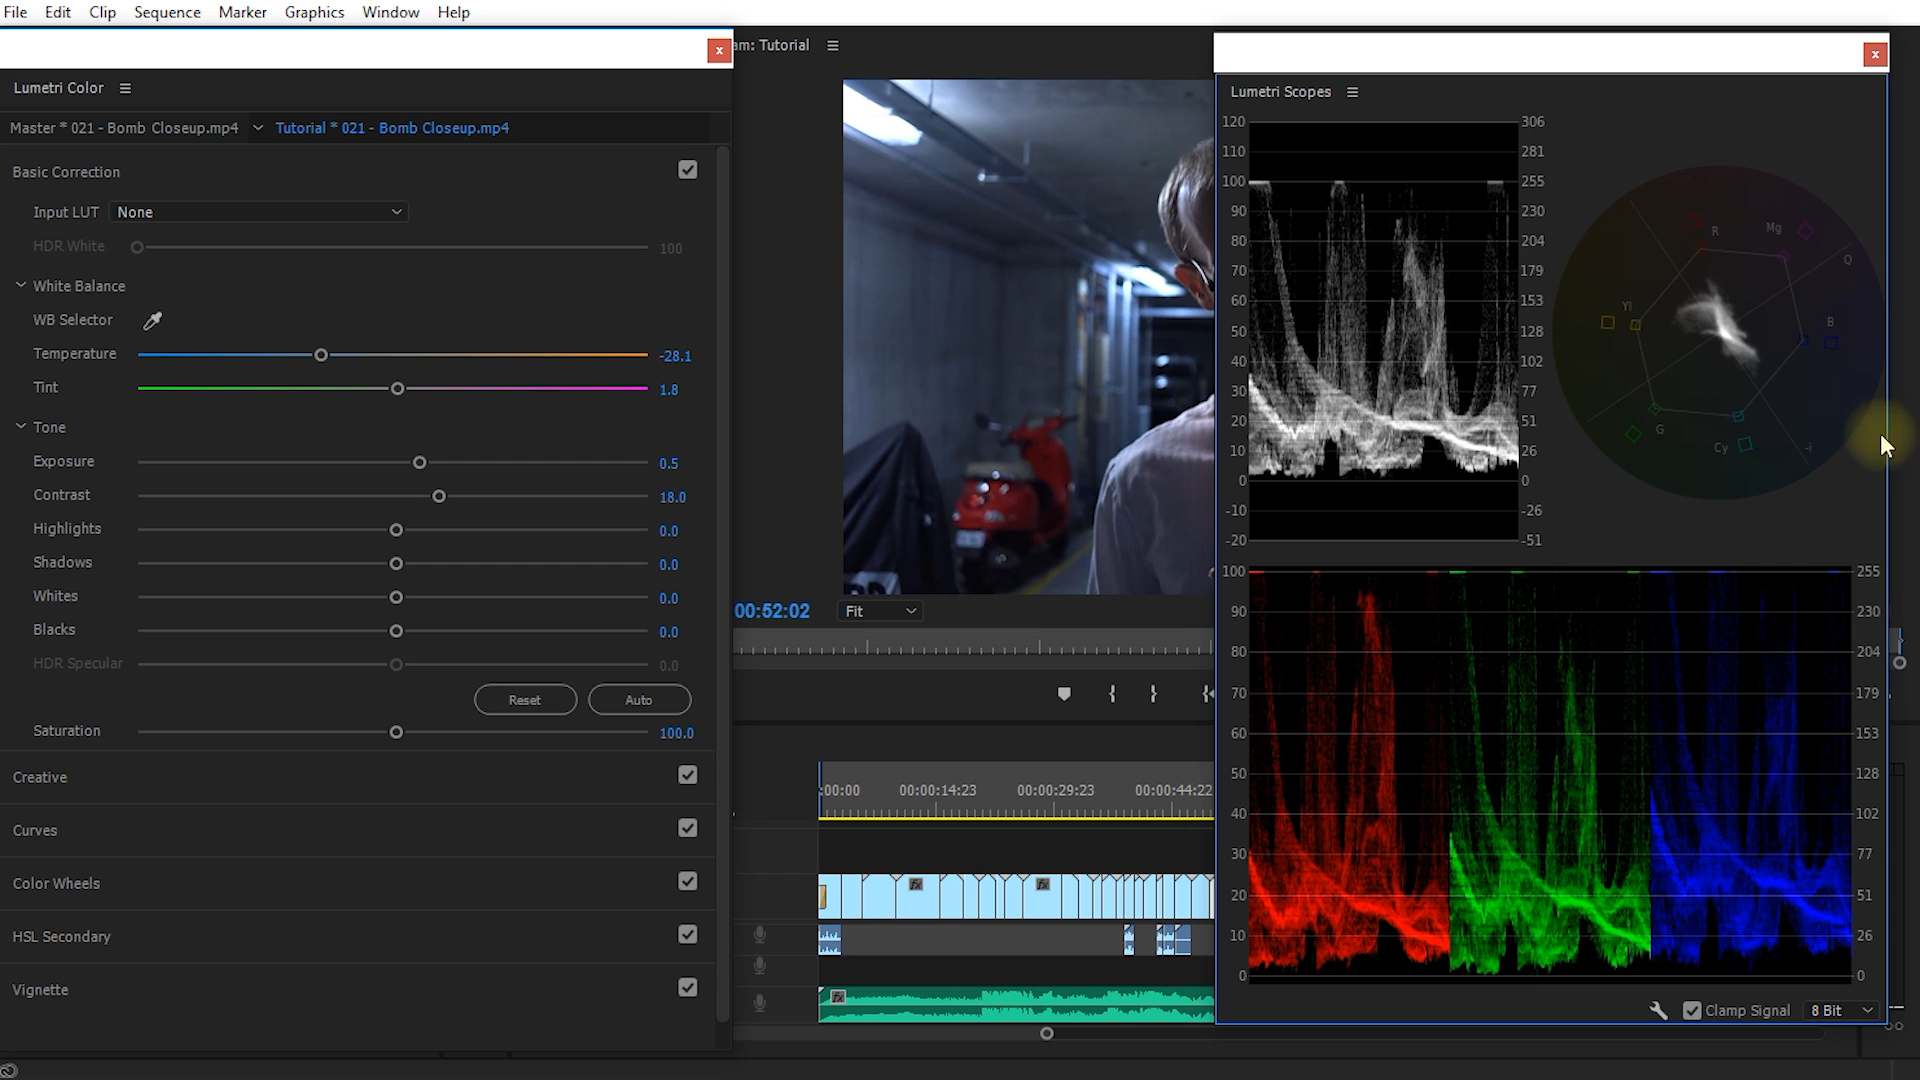 File Edit Clip Sequence Marker Graphics Window Help
am: Tutorial
Lumetri Color
Master * 021 - Bomb Closeup.mp4 Tutorial * 021 - Bomb Closeup.mp4
Basic Correction
Input LUT None
HDR White 100
White Balance
WB Selector
Temperature -28.1
Tint 1.8
Tone
Exposure 0.5
Contrast 18.0
Highlights 0.0
Shadows 0.0
Whites 0.0
Blacks 0.0
HDR Specular 0.0
Reset Auto
Saturation 100.0
Creative
Curves
Color Wheels
HSL Secondary
Vignette
00:52:02 Fit
:00:00 00:00:14:23 00:00:29:23 00:00:44:22
fx fx
fx
Lumetri Scopes
120 306
110 281
100 255
90 230
80 204
70 179
60 153
50 128
40 102
30 77
20 51
10 26
0 0
-10 -26
-20 -51
R Mg
Q
Yl B
G
Cy -i
100 255
90 230
80 204
70 179
60 153
50 128
40 102
30 77
20 51
10 26
0 0
Clamp Signal 8 Bit